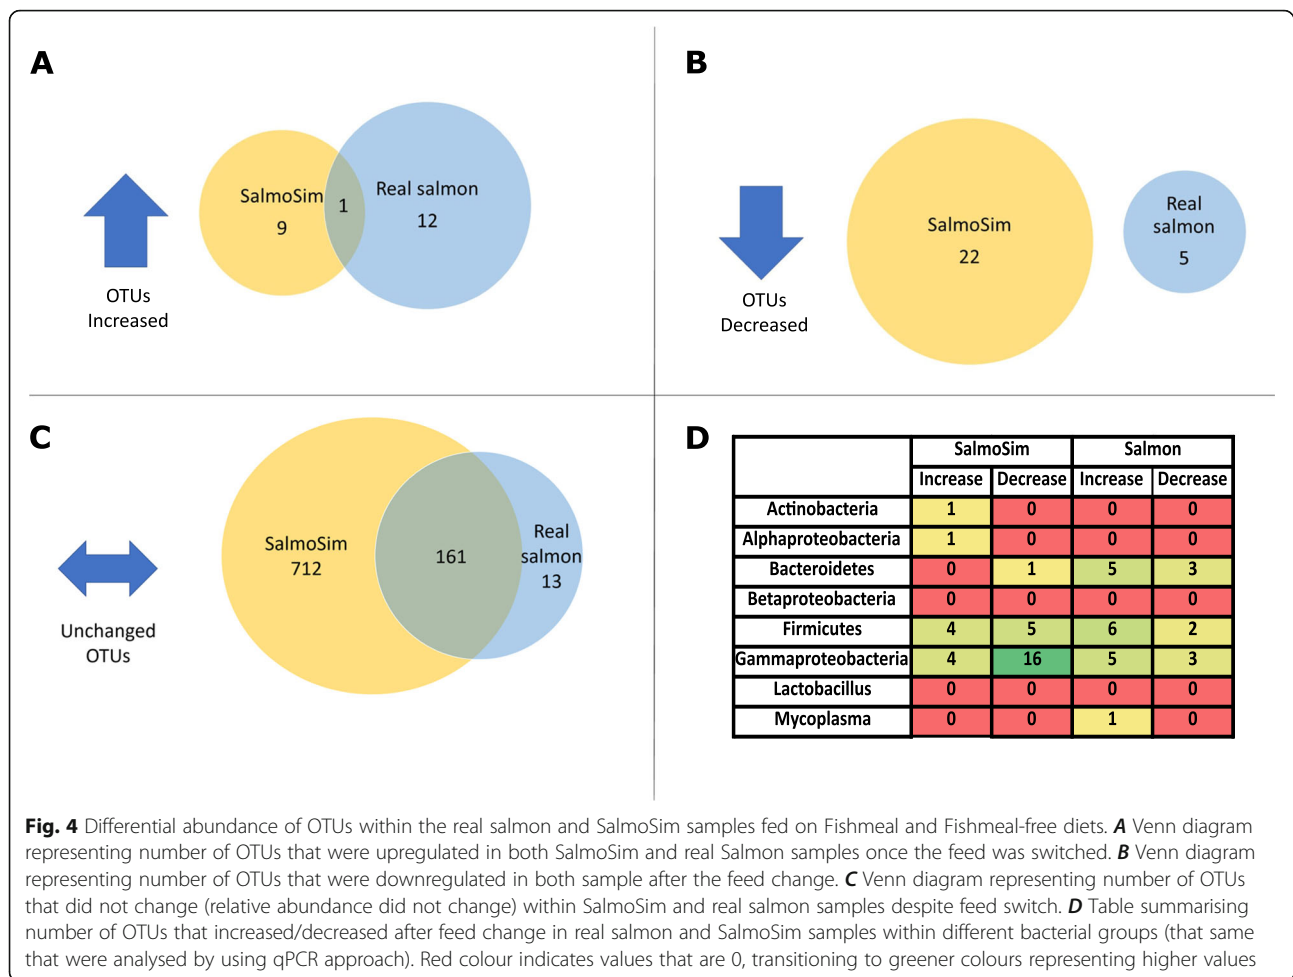 A
SalmoSim
9
1
Real salmon
12
OTUs
Increased
B
SalmoSim
22
Real
salmon
5
OTUs
Decreased
C
SalmoSim
712
161
Real
salmon
13
Unchanged
OTUs
D
SalmoSim Salmon
Increase Decrease Increase Decrease
Actinobacteria 1 0 0 0
Alphaproteobacteria 1 0 0 0
Bacteroidetes 0 1 5 3
Betaproteobacteria 0 0 0 0
Firmicutes 4 5 6 2
Gammaproteobacteria 4 16 5 3
Lactobacillus 0 0 0 0
Mycoplasma 0 0 1 0
Fig. 4 Differential abundance of OTUs within the real salmon and SalmoSim samples fed on Fishmeal and Fishmeal-free diets. A Venn diagram
representing number of OTUs that were upregulated in both SalmoSim and real Salmon samples once the feed was switched. B Venn diagram
representing number of OTUs that were downregulated in both sample after the feed change. C Venn diagram representing number of OTUs
that did not change (relative abundance did not change) within SalmoSim and real salmon samples despite feed switch. D Table summarising
number of OTUs that increased/decreased after feed change in real salmon and SalmoSim samples within different bacterial groups (that same
that were analysed by using qPCR approach). Red colour indicates values that are 0, transitioning to greener colours representing higher values